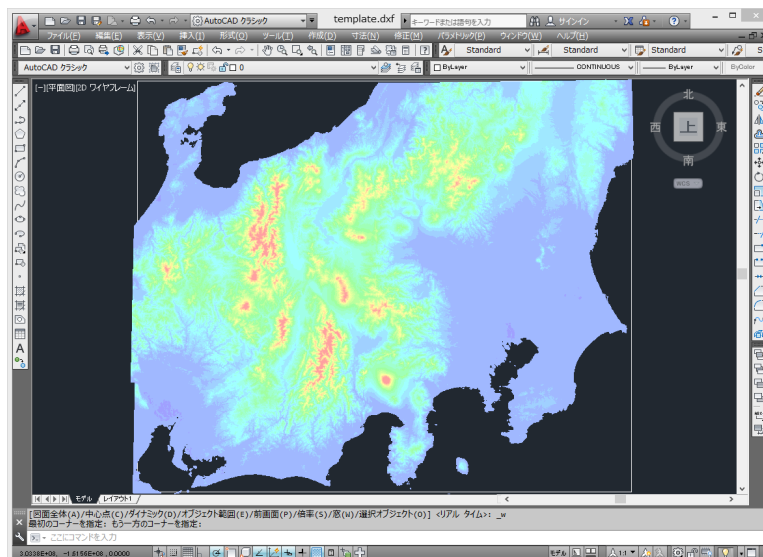 AutoCAD クラシック
template.dxf
キーワードまたは語句を入力
サインイン
ファイル(F) 編集(E) 表示(V) 挿入(I) 形式(O) ツール(T) 作成(D) 寸法(N) 修正(M) パラメトリック(P) ウィンドウ(W) ヘルプ(H)
Standard Standard Standard S
AutoCAD クラシック 0 ByLayer CONTINUOUS ByLayer ByColor
[-][平面図][2D ワイヤフレーム]
北
西 上 東
南
WCS
A
モデル レイアウト1
[図面全体(A)/中心点(C)/ダイナミック(D)/オブジェクト範囲(E)/前画面(P)/倍率(S)/窓(W)/選択オブジェクト(O)] <リアル タイム>: _w
最初のコーナーを指定: もう一方のコーナーを指定:
ここにコマンドを入力
モデル 1:1